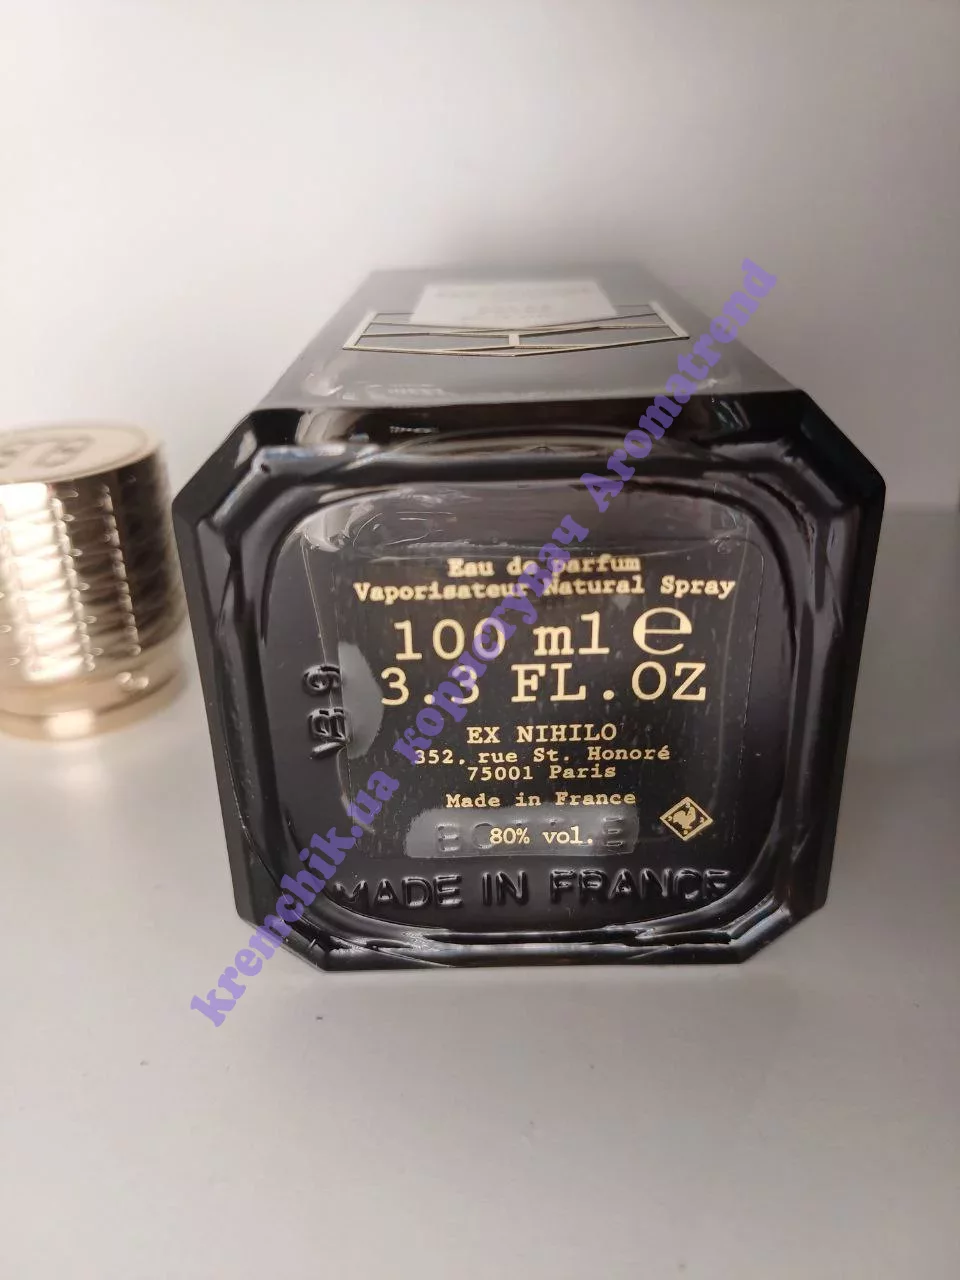 Eau de parfum
Vaporisateur Natural Spray
100 ml e
3.3 FL.OZ
EX NIHILO
352, rue St. Honoré
75001 Paris
Made in France
80% vol.
MADE IN FRANCE
kremchik.ua користувач Aromatrend